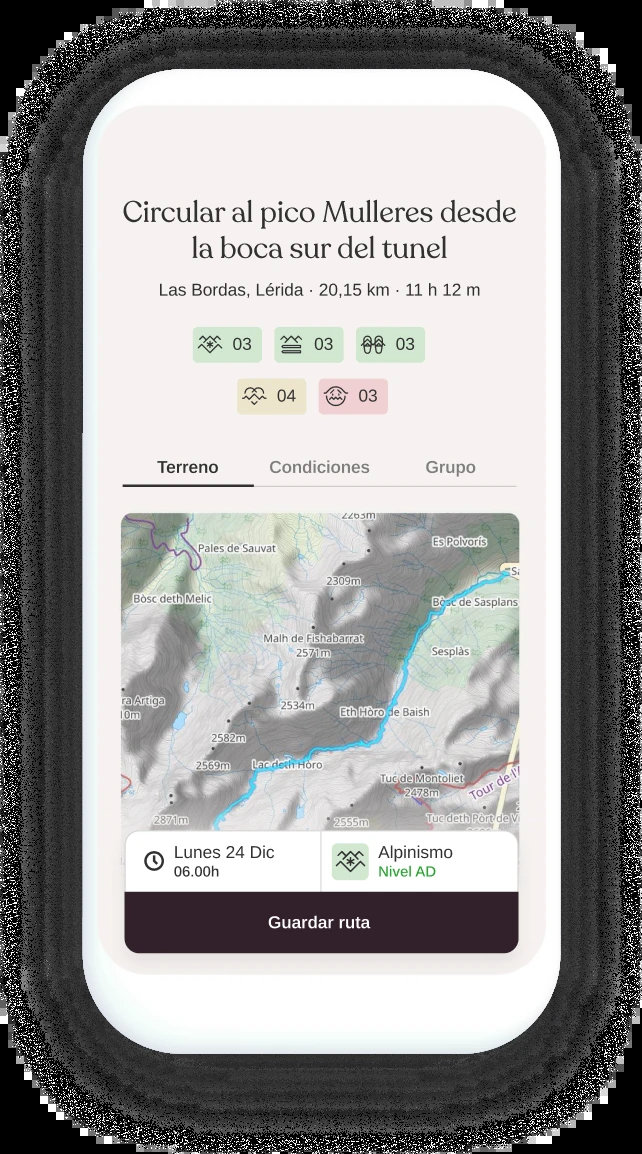 Circular al pico Mulleres desde
la boca sur del tunel
Las Bordas, Lérida · 20,15 km · 11 h 12 m
03 03 03
04 03
Terreno Condiciones Grupo
2263m
Pales de Sauvat
Es Polvorís
2309m
Bòsc deth Melic
Bòsc de Sasplans
Malh de Fishabarrat
2571m
Sesplàs
ra Artiga
10m
2534m
Eth Hòro de Baish
2582m
2569m
Lac deth Hòro
Tuc de Montoliet
2478m
Tour de l'
2871m
2555m
Tuc deth Pòrt de Vi
Lunes 24 Dic
06.00h
Alpinismo
Nivel AD
Guardar ruta